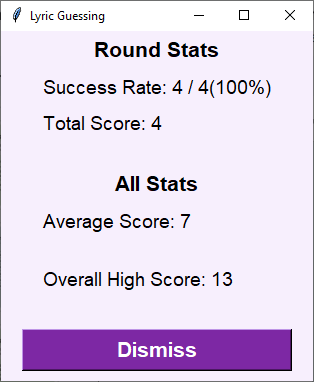 Lyric Guessing
Round Stats
Success Rate: 4 / 4(100%)
Total Score: 4
All Stats
Average Score: 7
Overall High Score: 13
Dismiss